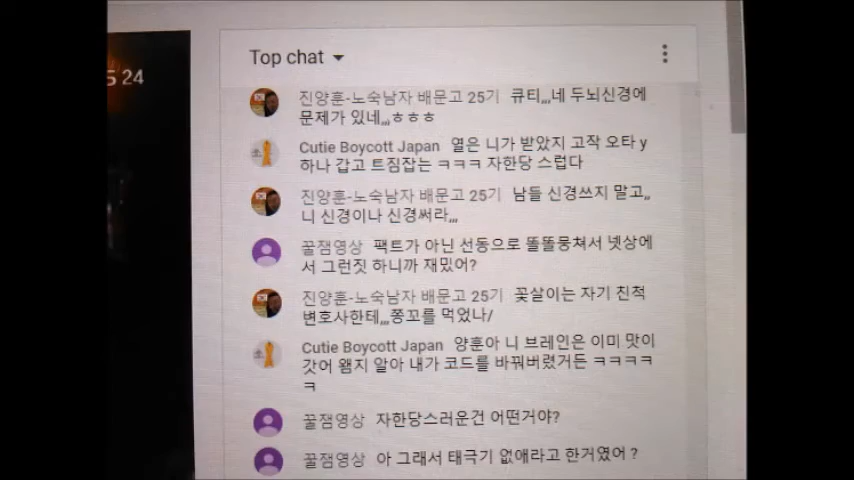 5 24
Top chat
진양훈-노숙남자 배문고 25기 큐티,,,네 두뇌신경에
문제가 있네,,,ㅎㅎㅎ
Cutie Boycott Japan 열은 니가 받았지 고작 오타 y
하나 갑고 트짐잡는 ㅋㅋㅋ 자한당 스럽다
진양훈-노숙남자 배문고 25기 남들 신경쓰지 말고,,
니 신경이나 신경써라,,,
꿀잼영상 팩트가 아닌 선동으로 똘똘뭉쳐서 넷상에
서 그런짓 하니까 재밌어?
진양훈-노숙남자 배문고 25기 꽃살이는 자기 친척
변호사한테,,,쫑꼬를 먹었나/
Cutie Boycott Japan 양훈아 니 브레인은 이미 맛이
갓어 왬지 알아 내가 코드를 바꿔버렸거든 ㅋㅋㅋㅋ
ㅋ
꿀잼영상 자한당스러운건 어떤거야?
꿀잼영상 아 그래서 태극기 없애라고 한거였어 ?